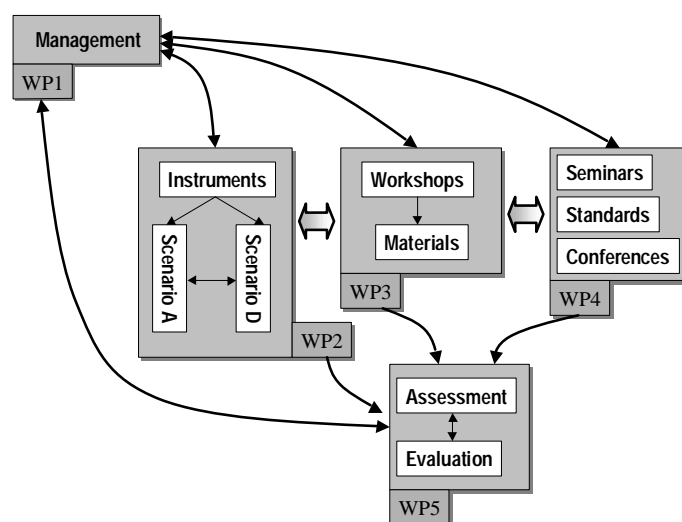 Management
WP1
Instruments
Scenario A
Scenario D
WP2
Workshops
Materials
WP3
Seminars
Standards
Conferences
WP4
Assessment
Evaluation
WP5